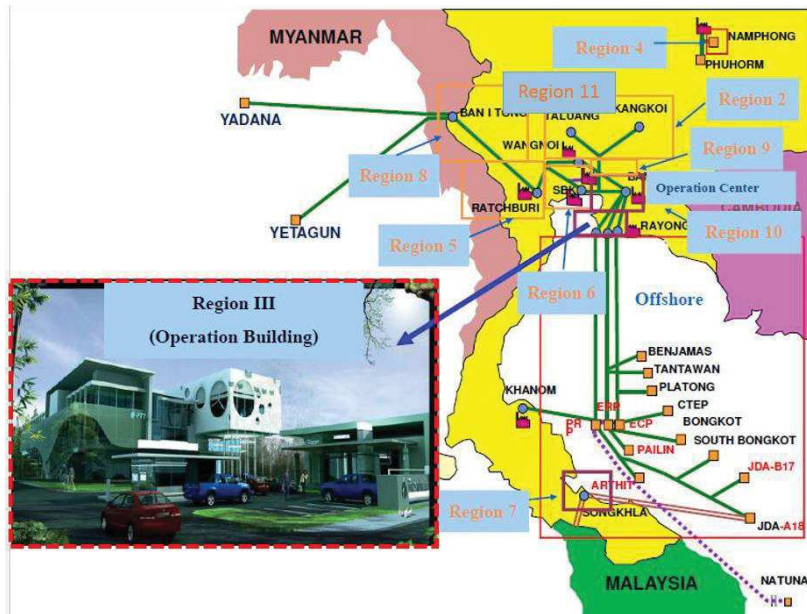 MYANMAR
Region 4
NAMPHONG
PHUHORM
YADANA
BAN I TONG
Region 11
TALUANG
KANGKOI
Region 2
WANGNOI
Region 9
Region 8
RATCHBURI
Operation Center
CAMBODIA
YETAGUN
Region 5
RAYONG
Region 10
Region 6
Region III
(Operation Building)
Offshore
BENJAMAS
TANTAWAN
PLATONG
KHANOM
ERP
CTEP
PR
P
ECP
BONGKOT
SOUTH BONGKOT
PAILIN
JDA-B17
ARTHIT
Region 7
SONGKHLA
JDA-A18
MALAYSIA
NATUNA